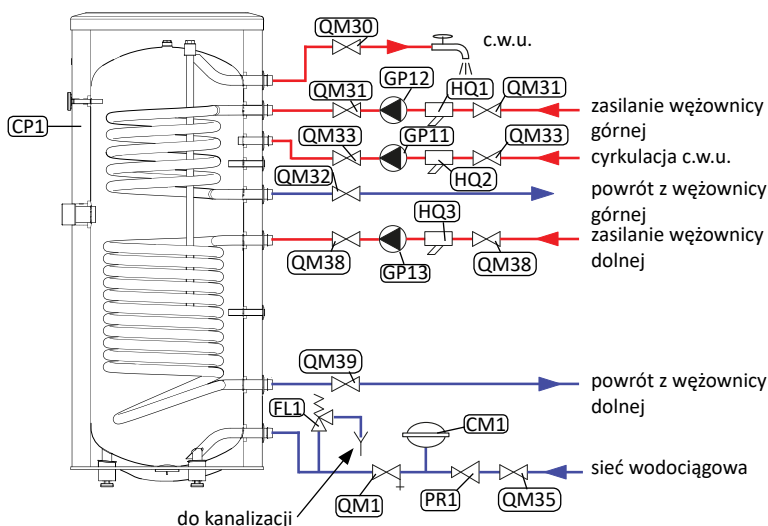 QM30
c.w.u.
GP12
QM31
HQ1
QM31
zasilanie wężownicy
górnej
CP1
QM33
GP11
QM33
cyrkulacja c.w.u.
QM32
HQ2
powrót z wężownicy
górnej
HQ3
zasilanie wężownicy
dolnej
QM38
GP13
QM38
QM39
powrót z wężownicy
dolnej
FL1
CM1
sieć wodociągowa
QM1
PR1
QM35
do kanalizacji